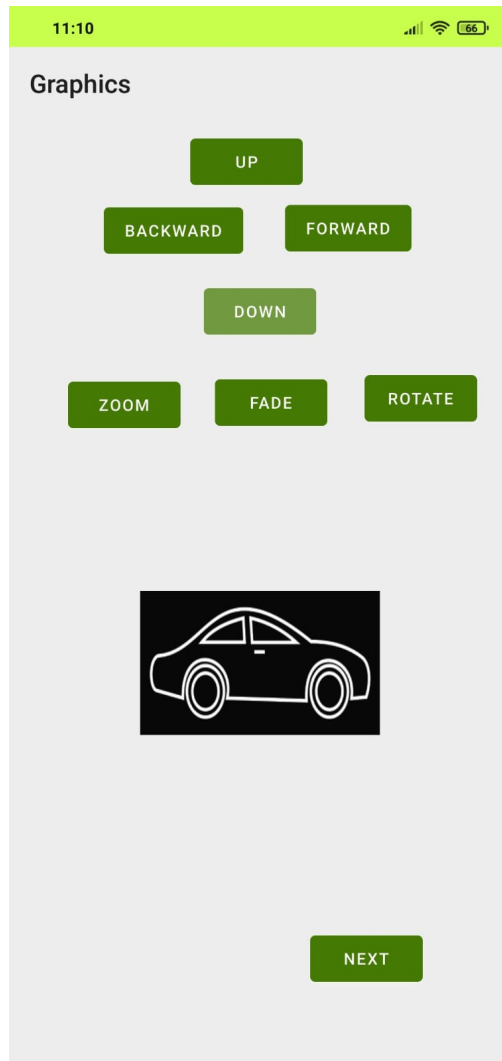 11:10
66
Graphics
UP
BACKWARD FORWARD
DOWN
ZOOM FADE ROTATE
NEXT